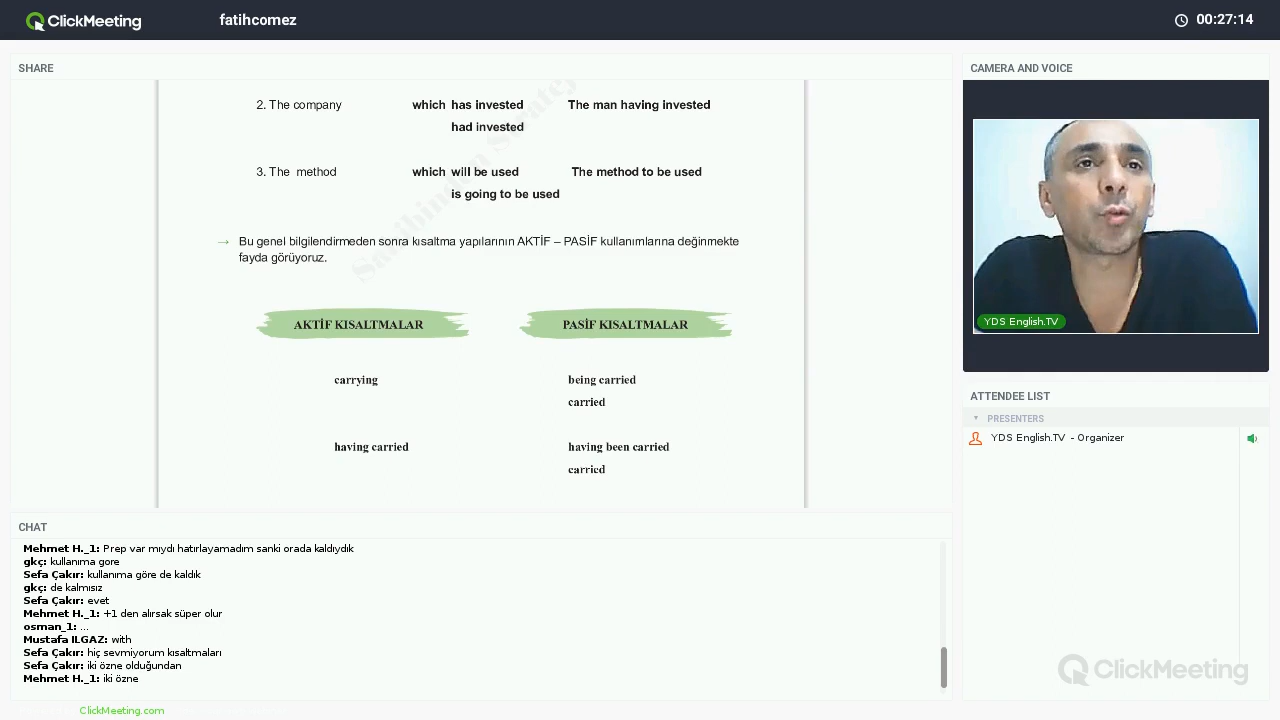 ClickMeeting
fatihcomez
00:27:14
SHARE
2. The company which has invested The man having invested
had invested
3. The method which will be used The method to be used
is going to be used
→ Bu genel bilgilendirmeden sonra kısaltma yapılarının AKTİF – PASİF kullanımlarına değinmekte
fayda görüyoruz.
AKTİF KISALTMALAR PASİF KISALTMALAR
carrying being carried
carried
having carried having been carried
carried
CAMERA AND VOICE
YDS English.TV
ATTENDEE LIST
PRESENTERS
YDS English.TV - Organizer
CHAT
Mehmet H._1: Prep var mıydı hatırlayamadım sanki orada kaldıydık
gkç: kullanıma gore
Sefa Çakır: kullanıma göre de kaldık
gkç: de kalmısız
Sefa Çakır: evet
Mehmet H._1: +1 den alırsak süper olur
osman_1: ...
Mustafa ILGAZ: with
Sefa Çakır: hiç sevmiyorum kısaltmaları
Sefa Çakır: iki özne olduğundan
Mehmet H._1: iki özne
ClickMeeting
ClickMeeting.com